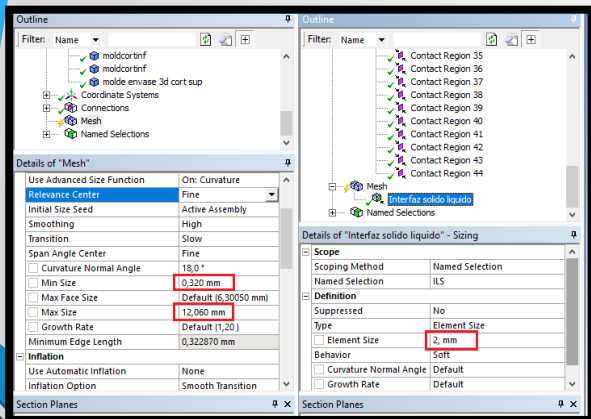 Outline
Filter: Name
moldcortinf
moldcortinf
molde envase 3d cort sup
Coordinate Systems
Connections
Mesh
Named Selections
Details of "Mesh"
Use Advanced Size Function On: Curvature
Relevance Center Fine
Initial Size Seed Active Assembly
Smoothing High
Transition Slow
Span Angle Center Fine
Curvature Normal Angle 18,0 °
Min Size 0,320 mm
Max Face Size Default (6,30050 mm)
Max Size 12,060 mm
Growth Rate Default (1,20 )
Minimum Edge Length 0,322870 mm
Inflation
Use Automatic Inflation None
Inflation Option Smooth Transition
Section Planes
Outline
Filter: Name
Contact Region 35
Contact Region 36
Contact Region 37
Contact Region 38
Contact Region 39
Contact Region 40
Contact Region 41
Contact Region 42
Contact Region 43
Contact Region 44
Mesh
Interfaz solido liquido
Named Selections
Details of "Interfaz solido liquido" - Sizing
Scope
Scoping Method Named Selection
Named Selection ILS
Definition
Suppressed No
Type Element Size
Element Size 2, mm
Behavior Soft
Curvature Normal Angle Default
Growth Rate Default
Section Planes